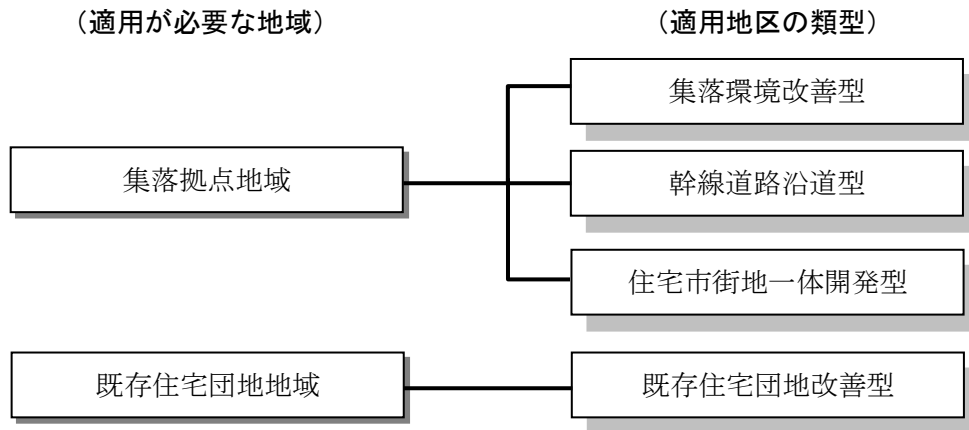 （適用が必要な地域）
（適用地区の類型）
集落環境改善型
集落拠点地域
幹線道路沿道型
住宅市街地一体開発型
既存住宅団地地域
既存住宅団地改善型